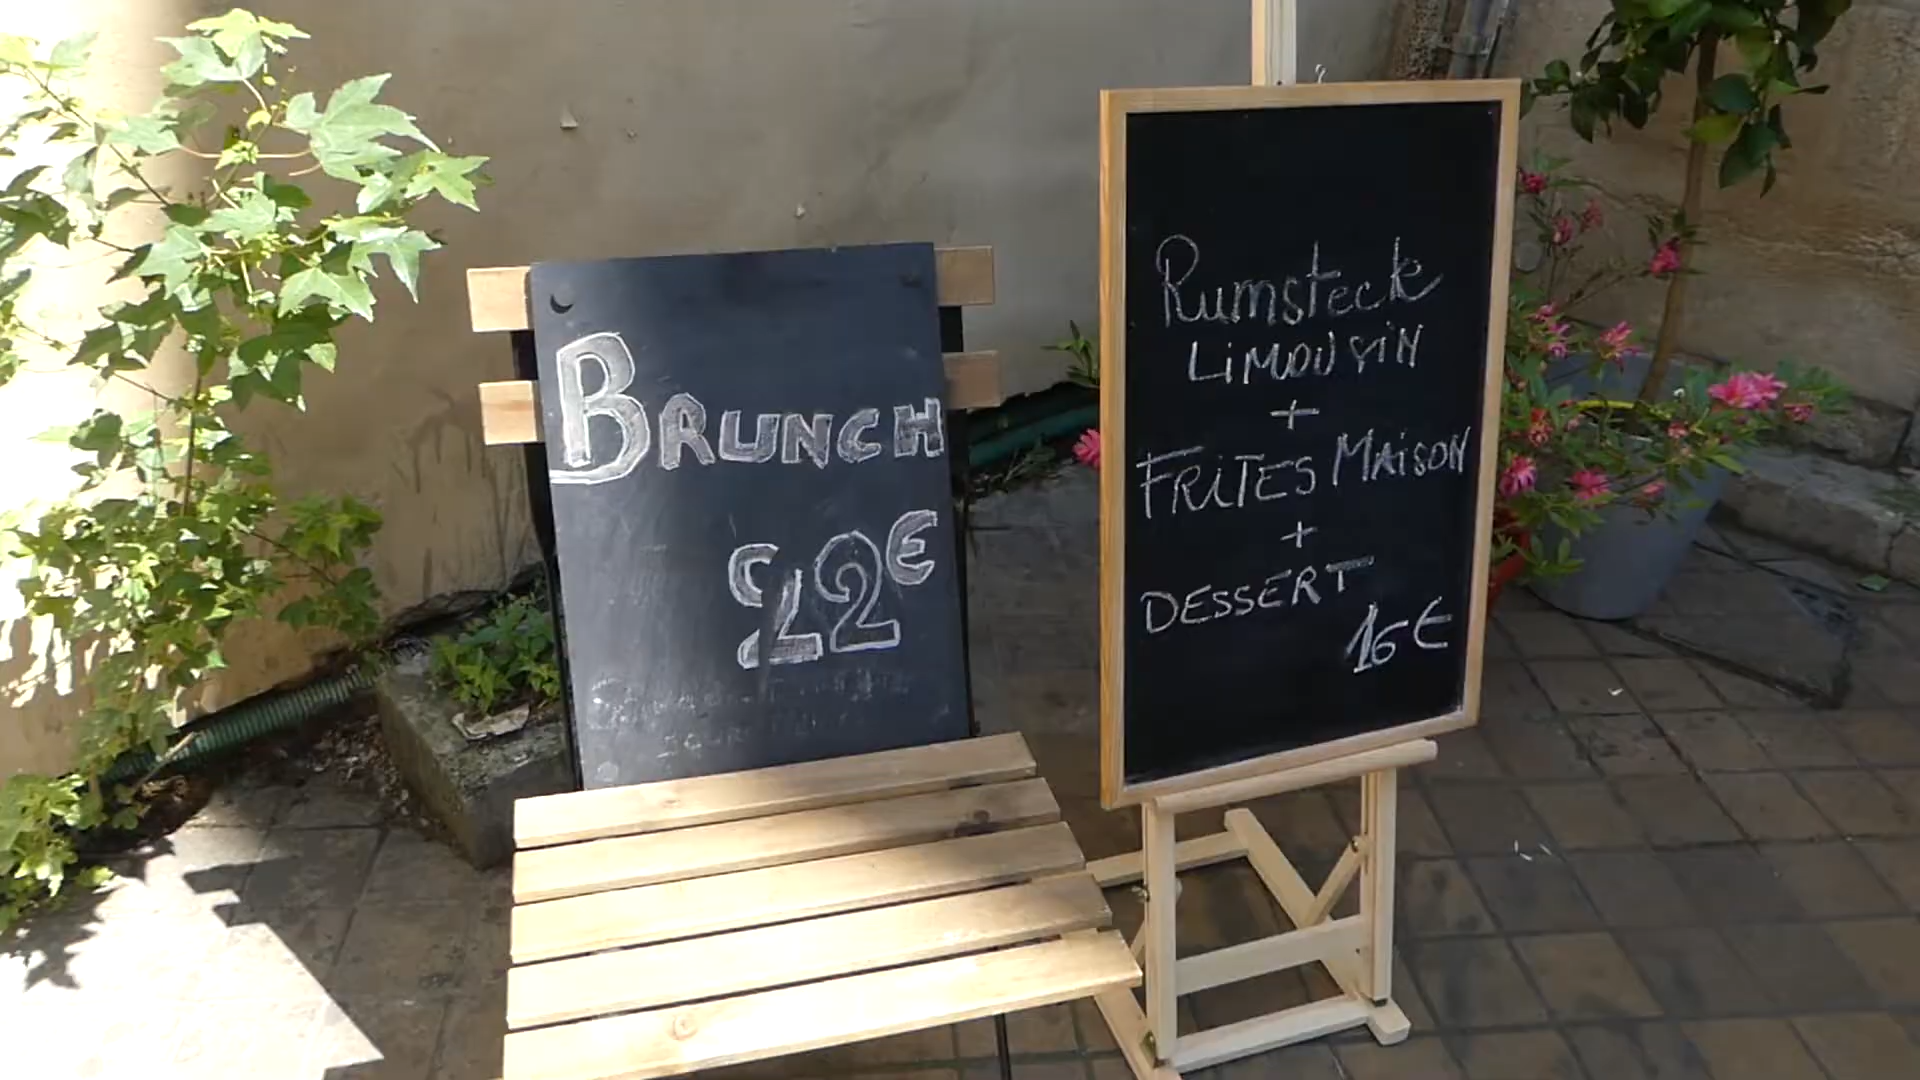 BRUNCH
22€
Rumsteck
LiMOUSiN
+
FRITES MAiSON
+
DESSERT
16€